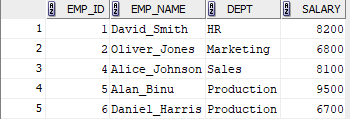 EMP_ID EMP_NAME DEPT SALARY
1 1 David_Smith HR 8200
2 2 Oliver_Jones Marketing 6800
3 4 Alice_Johnson Sales 8100
4 5 Alan_Binu Production 9500
5 6 Daniel_Harris Production 6700